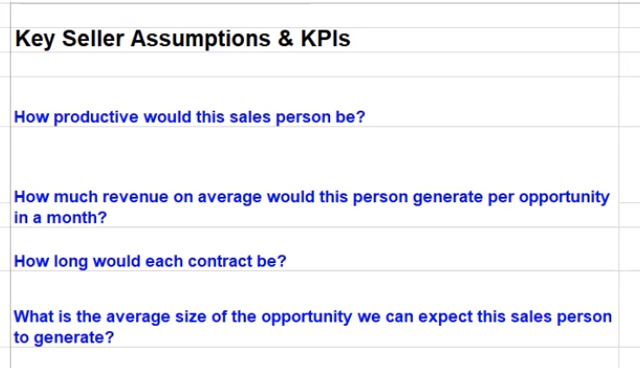 Key Seller Assumptions & KPIs
How productive would this sales person be?
How much revenue on average would this person generate per opportunity
in a month?
How long would each contract be?
What is the average size of the opportunity we can expect this sales person
to generate?